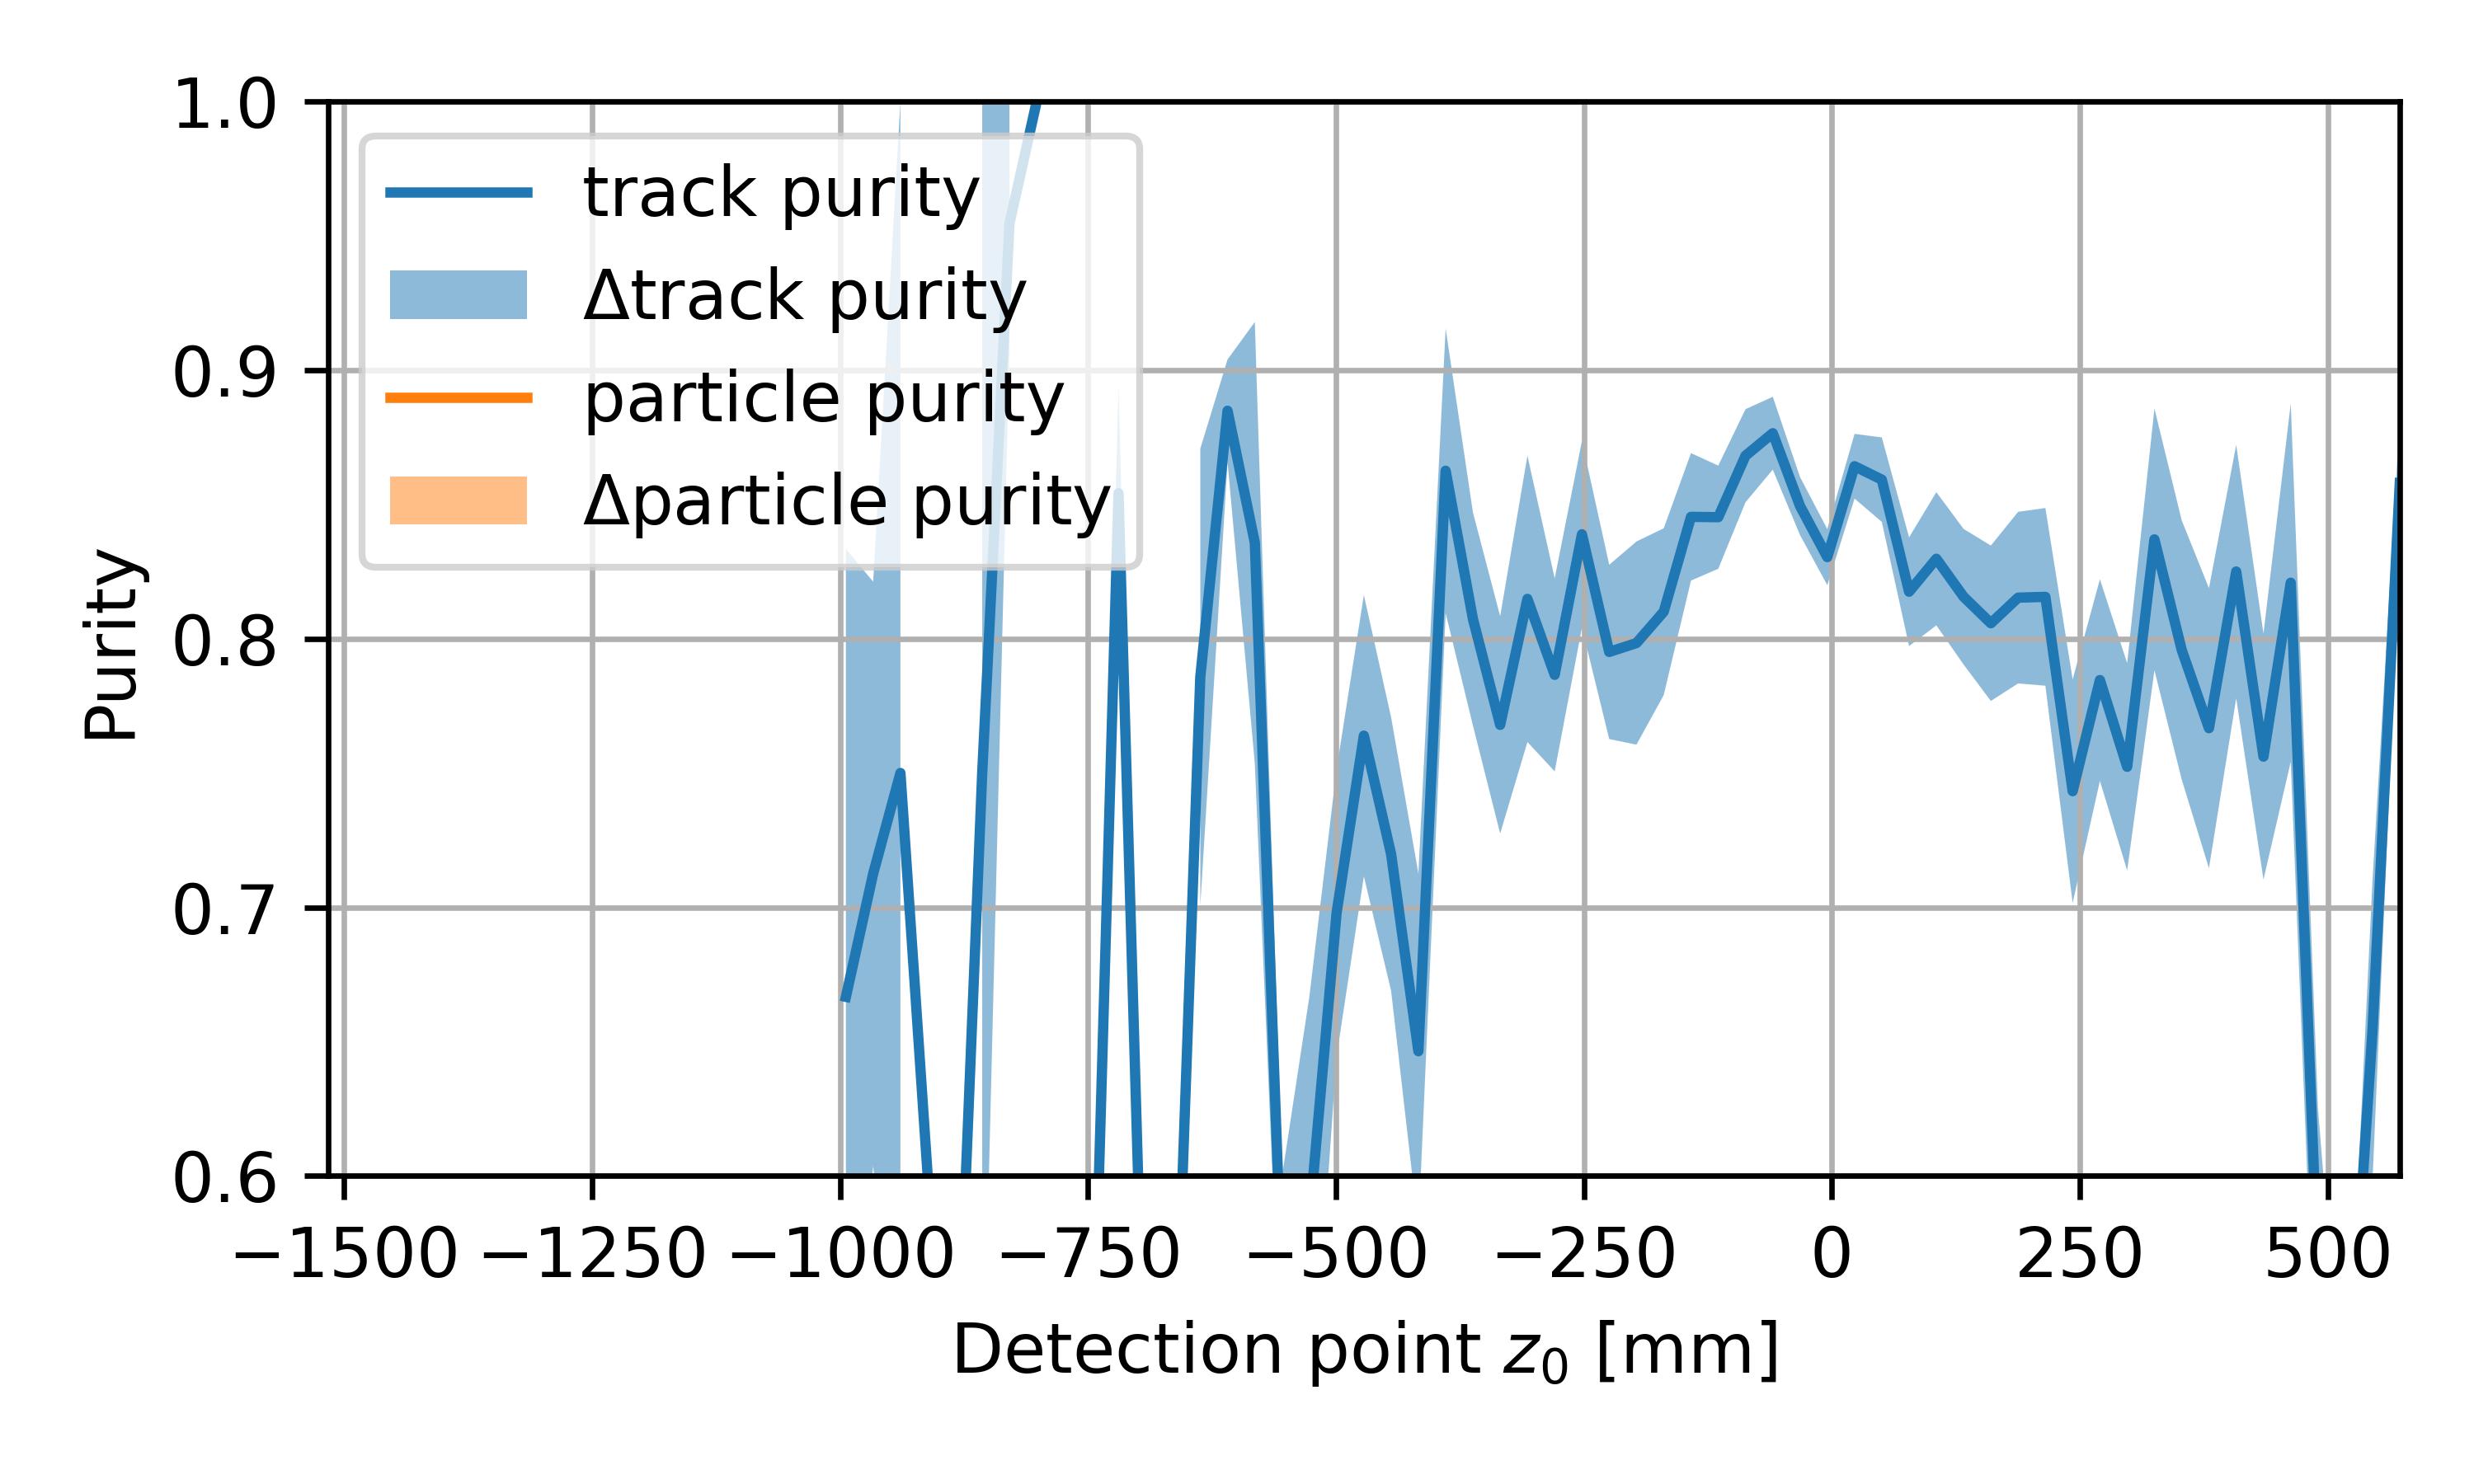 1.0
0.9
0.8
0.7
0.6
Purity
track purity
Δtrack purity
particle purity
Δparticle purity
−1500 −1250 −1000 −750 −500 −250 0 250 500
Detection point z₀ [mm]